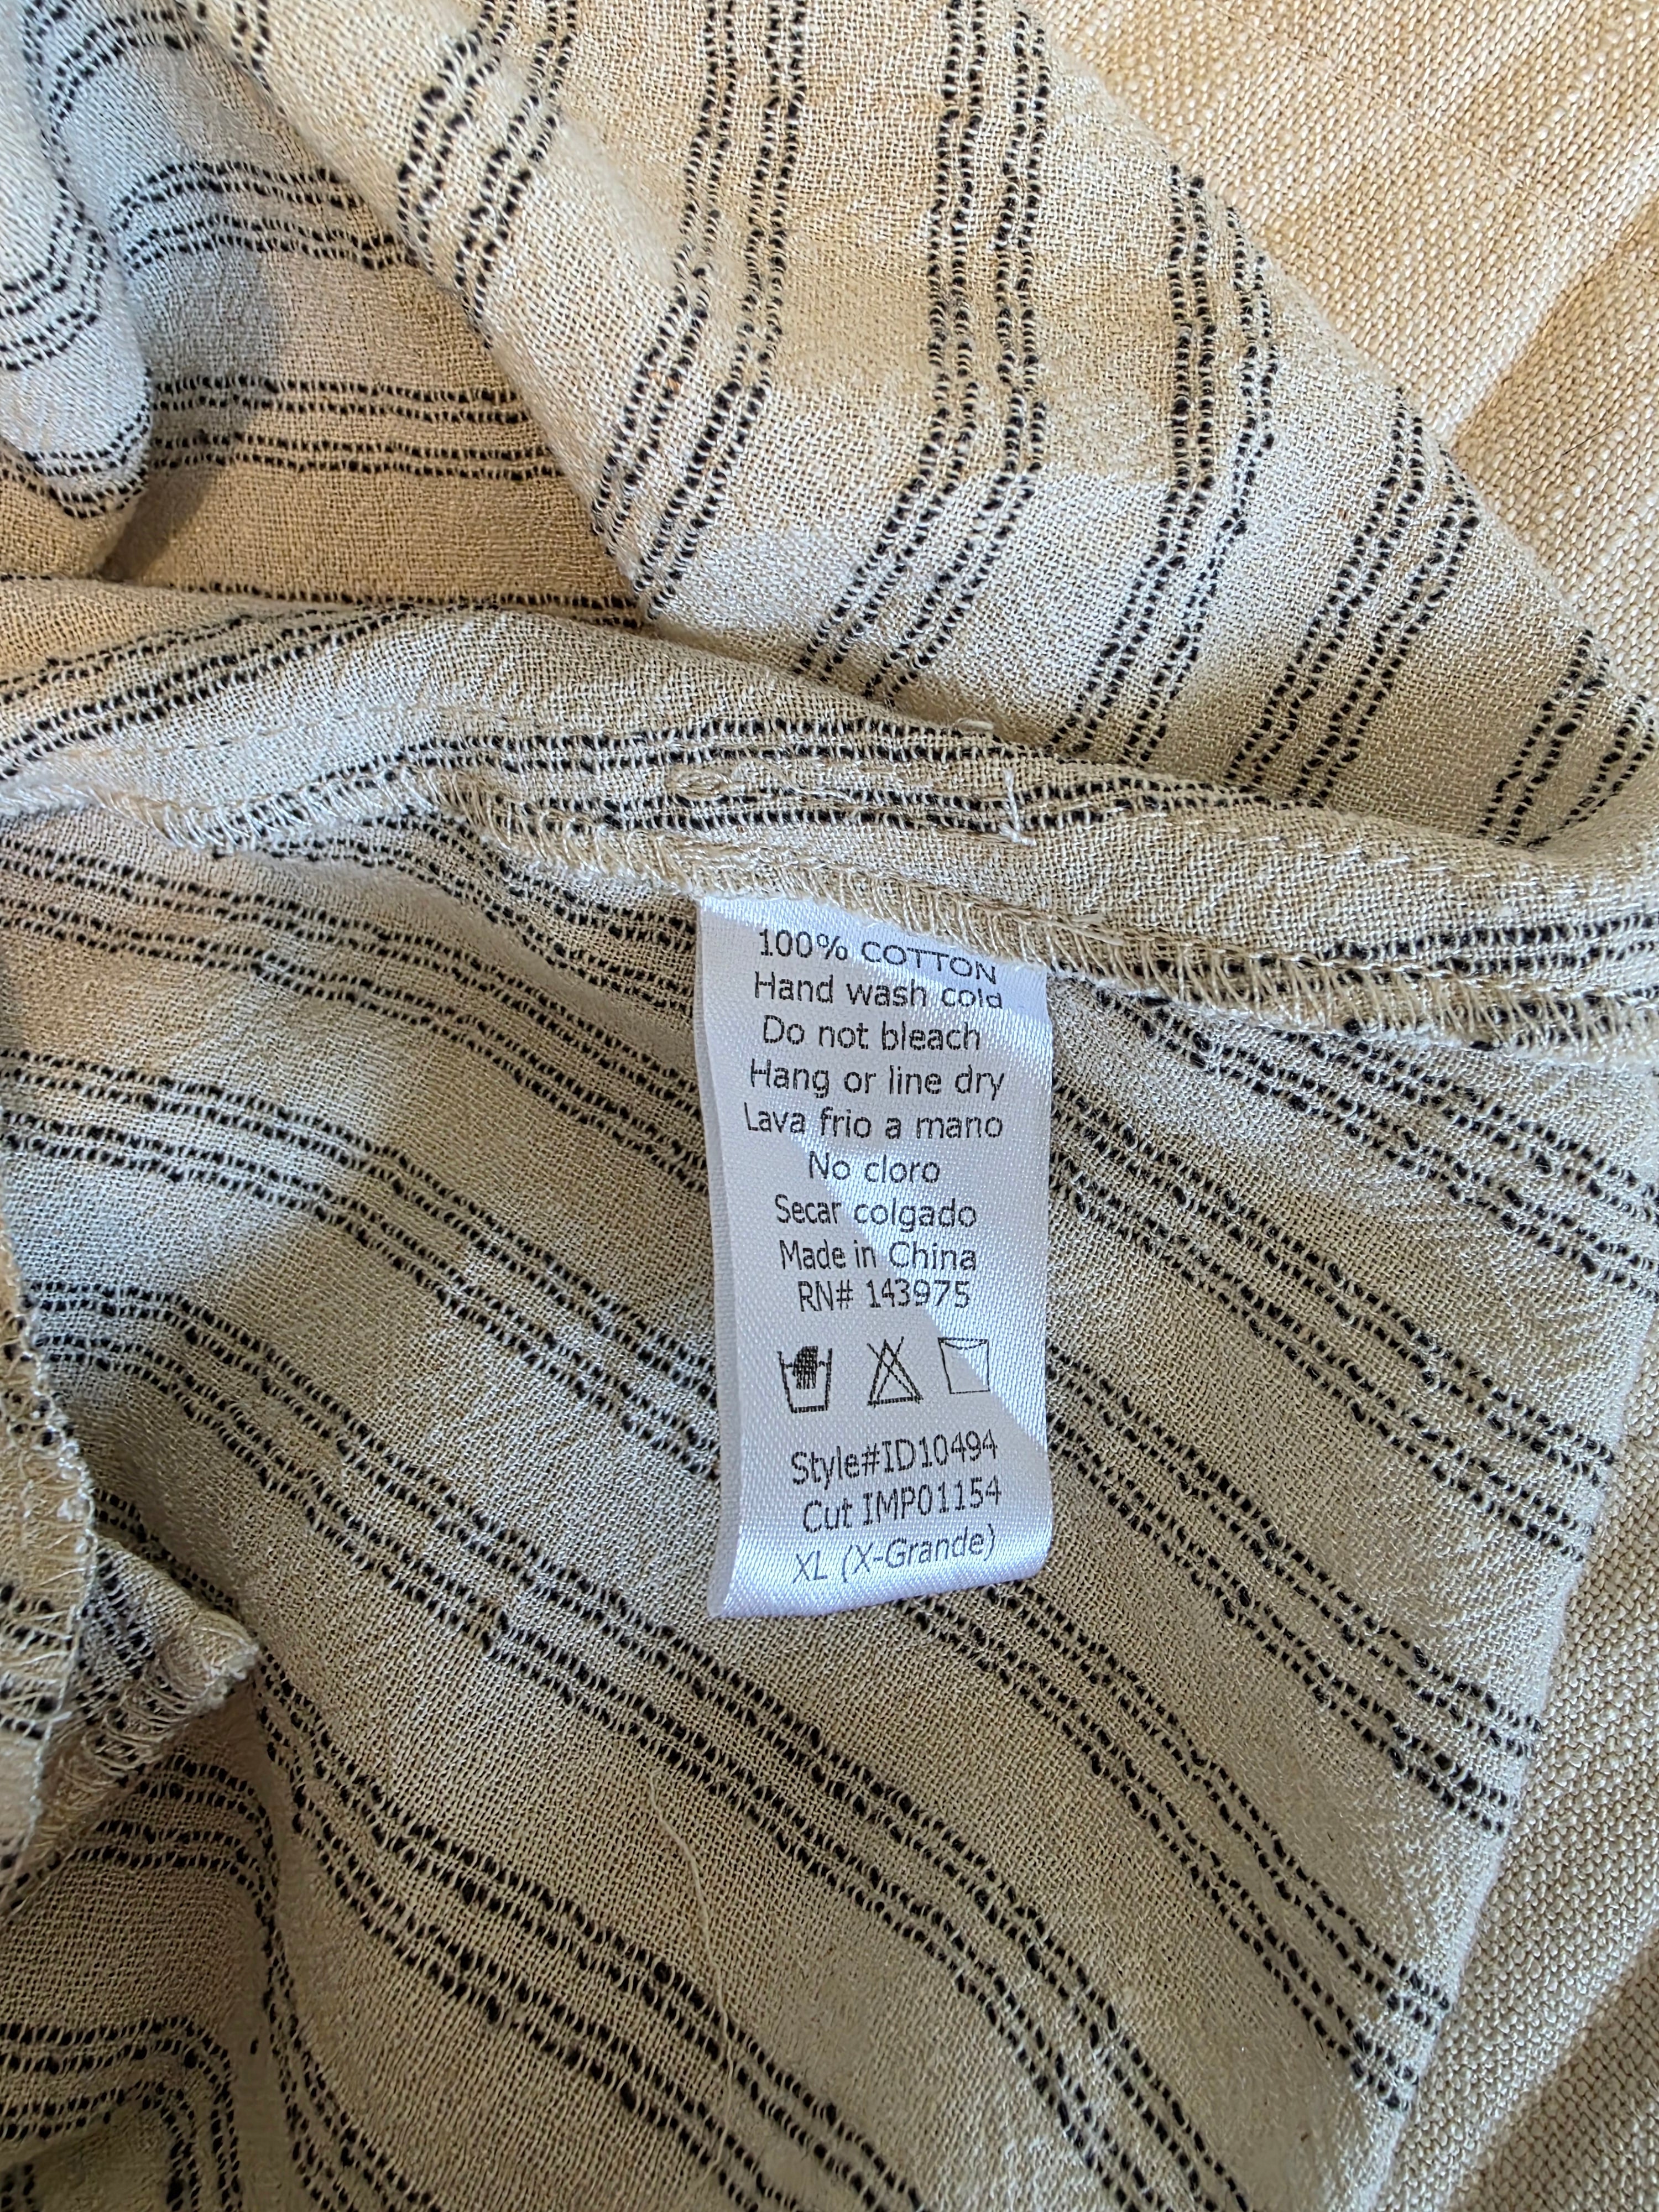 100% COTTON
Hand wash cold
Do not bleach
Hang or line dry
Lava frio a mano
No cloro
Secar colgado
Made in China
RN# 143975
Style#ID10494
Cut IMP01154
XL (X-Grande)